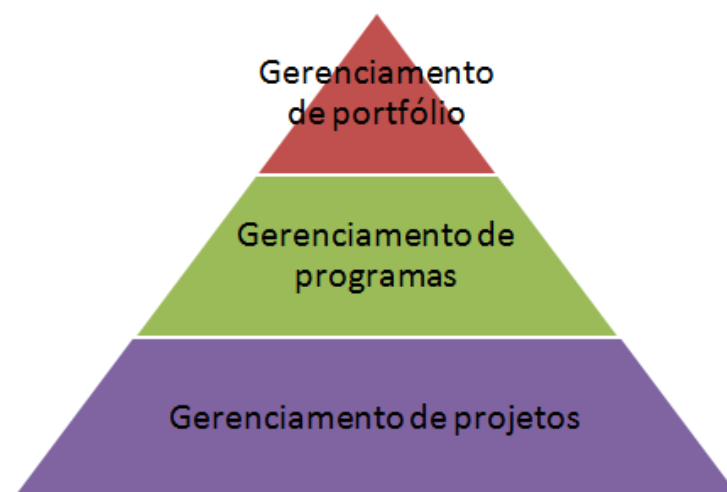 Gerenciamento
de portfólio
Gerenciamento de
programas
Gerenciamento de projetos